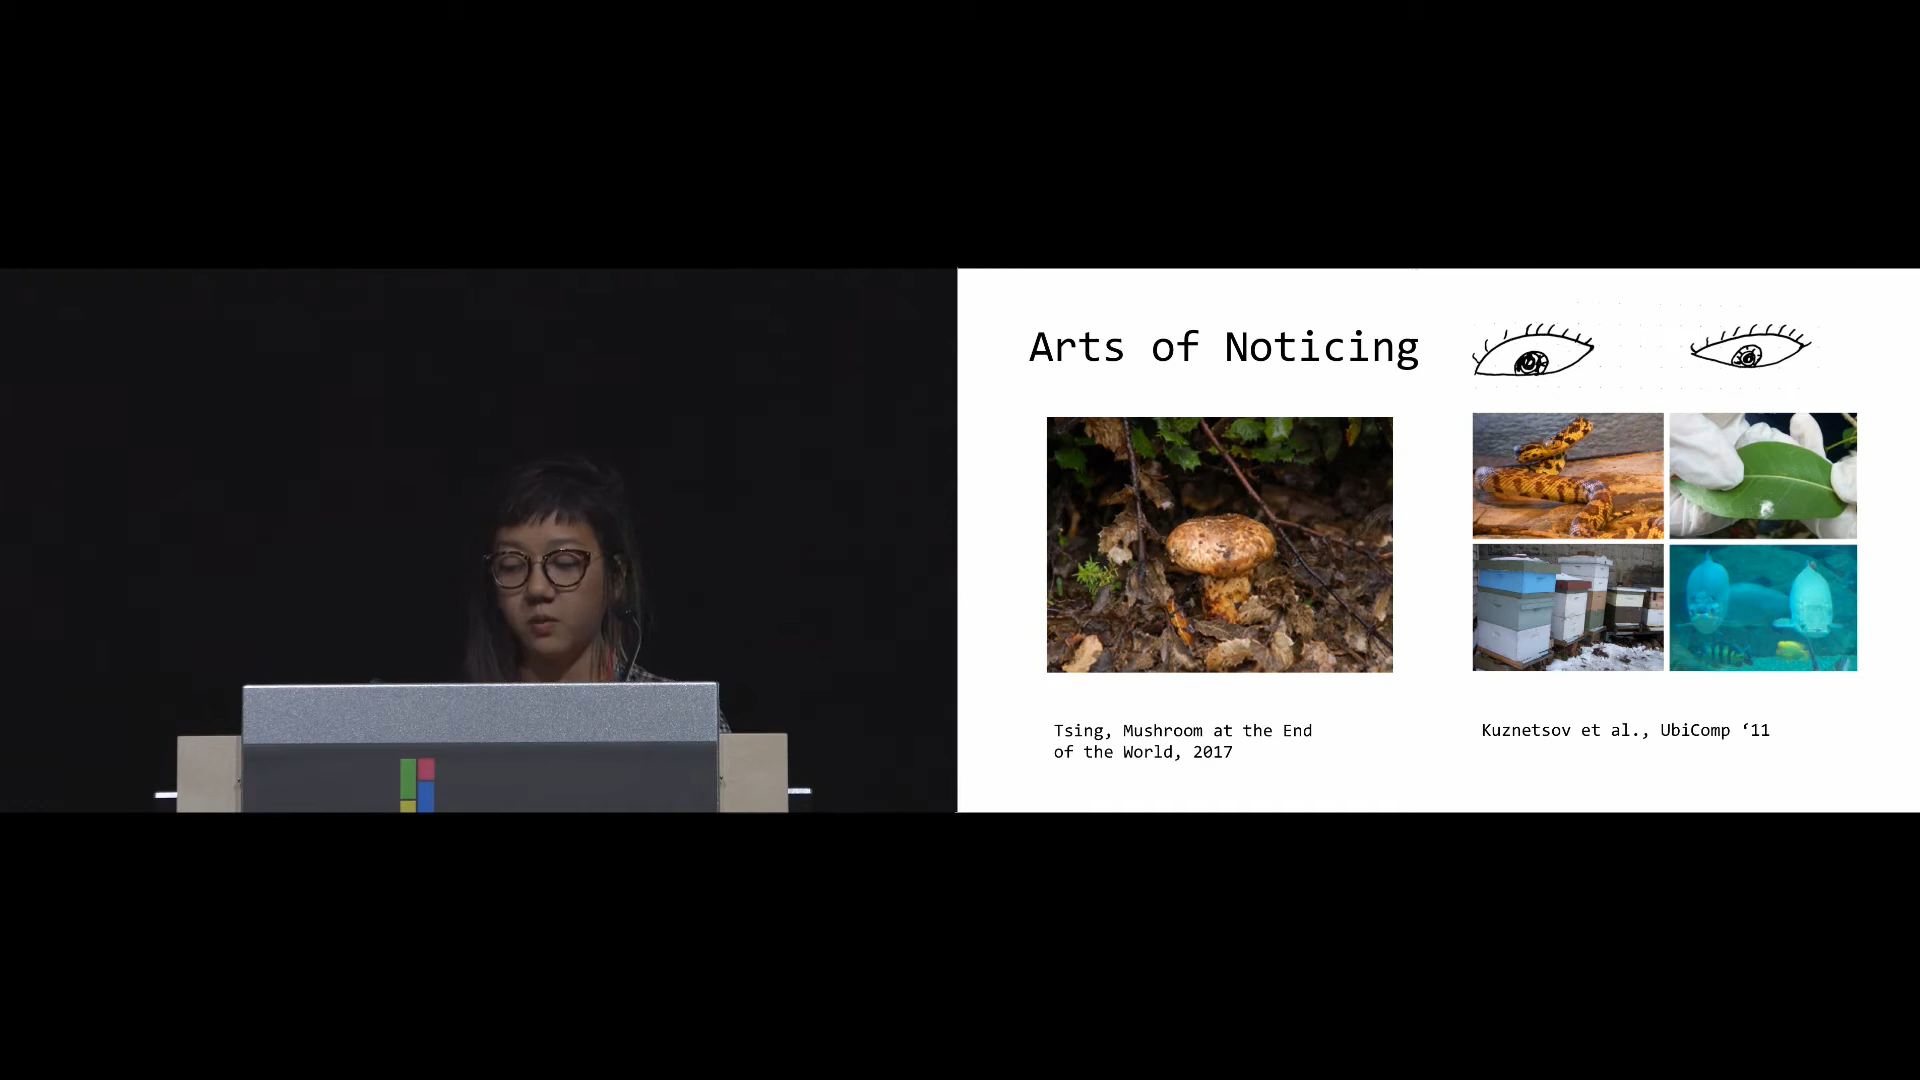 Arts of Noticing
Tsing, Mushroom at the End
of the World, 2017
Kuznetsov et al., UbiComp ‘11